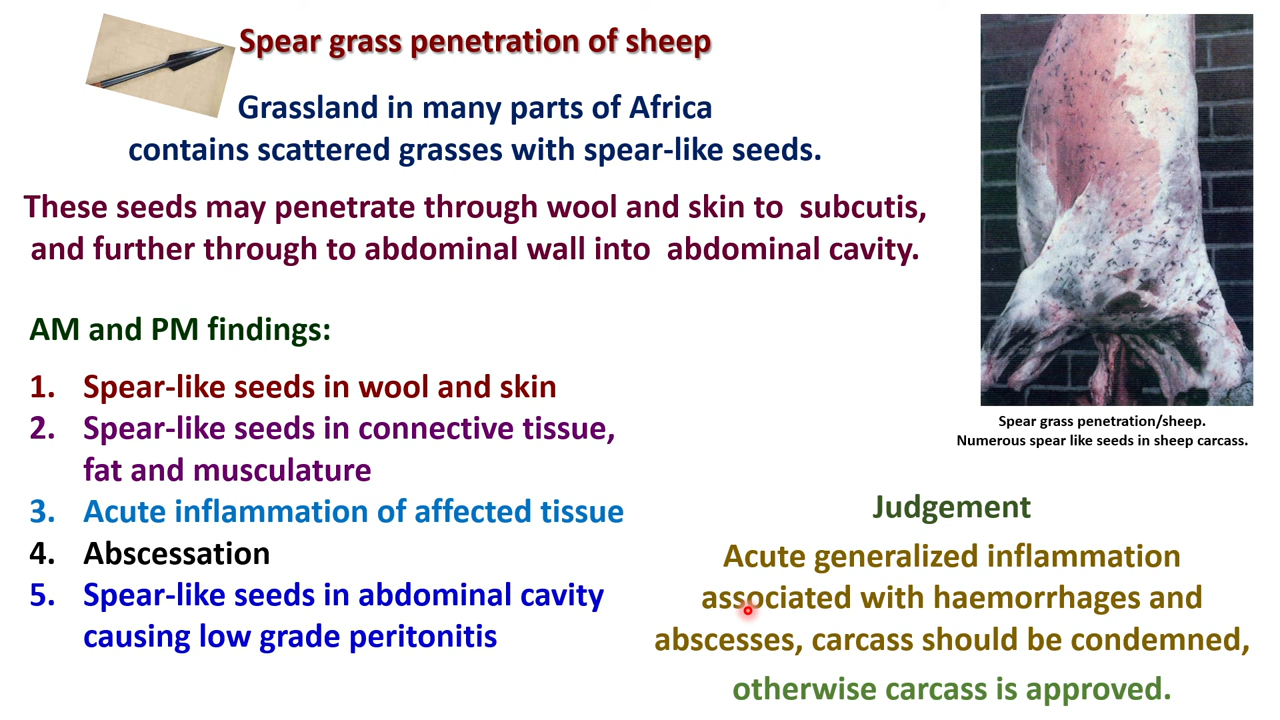 Spear grass penetration of sheep
Grassland in many parts of Africa
contains scattered grasses with spear-like seeds.
These seeds may penetrate through wool and skin to  subcutis,
and further through to abdominal wall into  abdominal cavity.
AM and PM findings:
1. Spear-like seeds in wool and skin
2. Spear-like seeds in connective tissue,
fat and musculature
3. Acute inflammation of affected tissue
4. Abscessation
5. Spear-like seeds in abdominal cavity
causing low grade peritonitis
Spear grass penetration/sheep.
Numerous spear like seeds in sheep carcass.
Judgement
Acute generalized inflammation
associated with haemorrhages and
abscesses, carcass should be condemned,
otherwise carcass is approved.